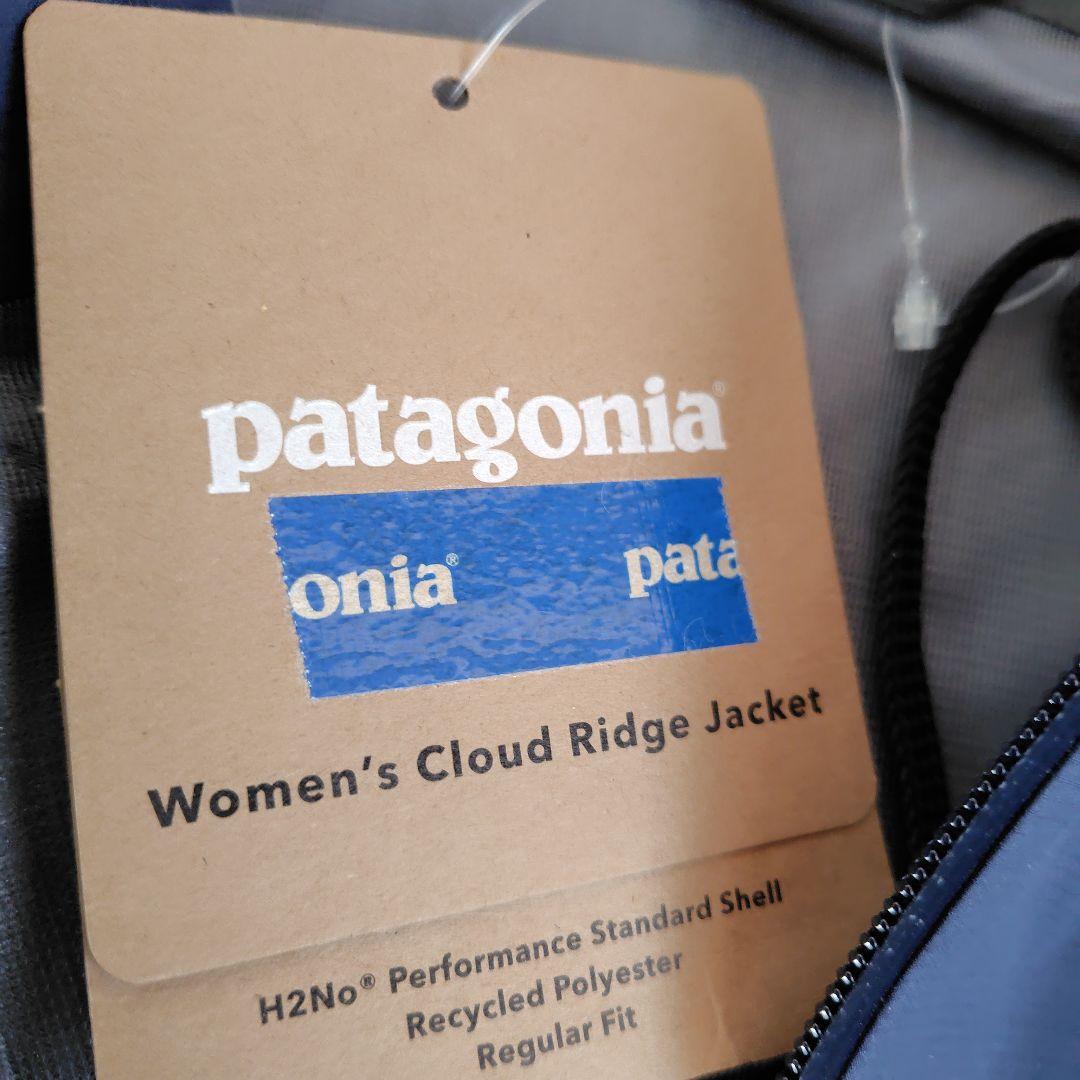 patagonia®
onia® pata
Women's Cloud Ridge Jacket
H2No® Performance Standard Shell
Recycled Polyester
Regular Fit